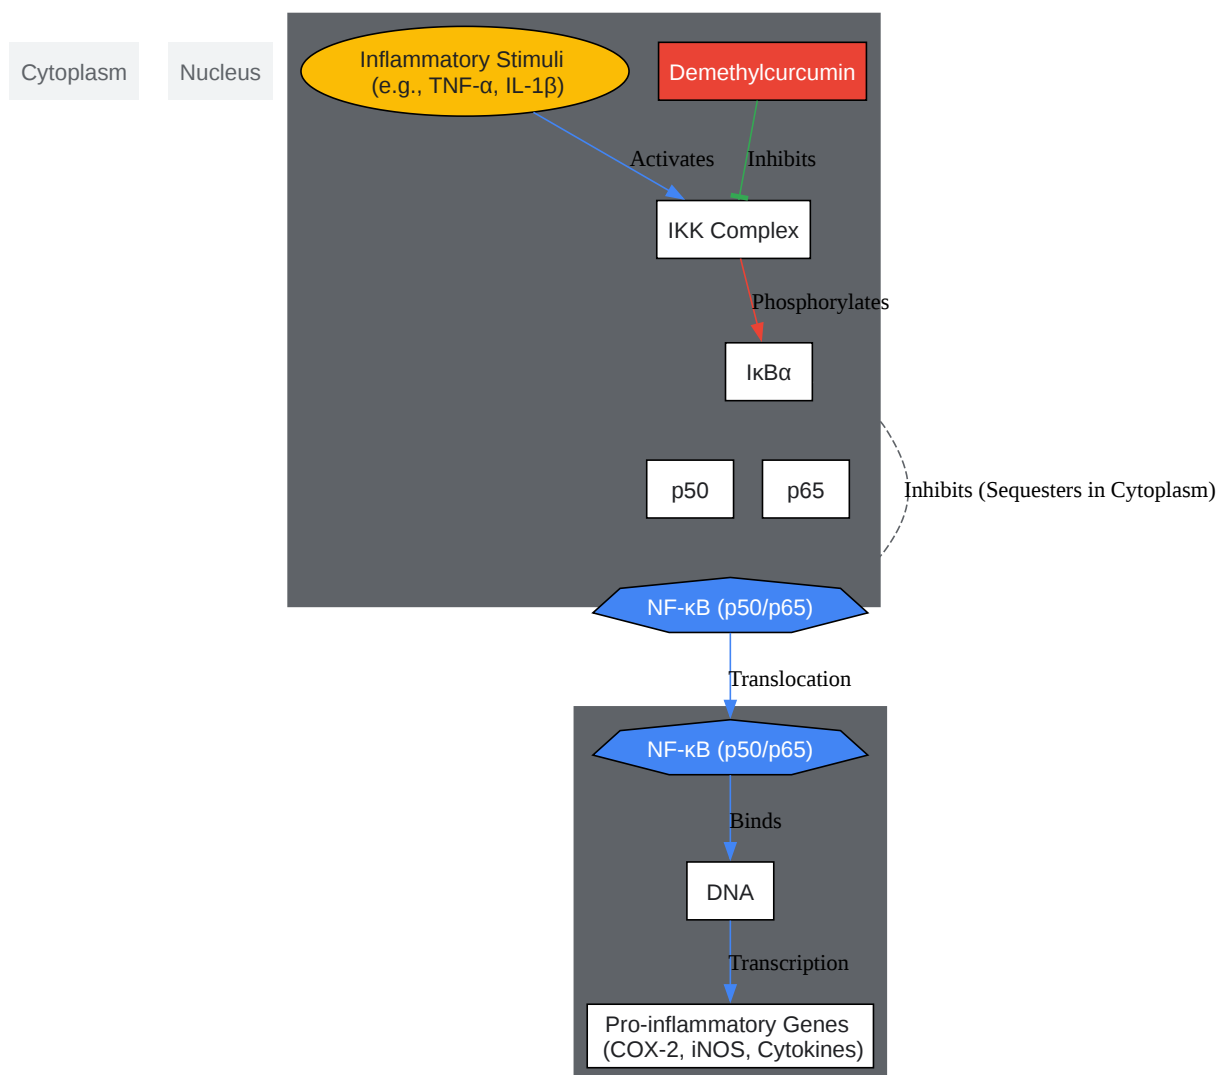 Cytoplasm
Nucleus
Inflammatory Stimuli
(e.g., TNF-α, IL-1β)
Demethylcurcumin
Activates
Inhibits
IKK Complex
Phosphorylates
IκBα
p50
p65
Inhibits (Sequesters in Cytoplasm)
NF-κB (p50/p65)
Translocation
NF-κB (p50/p65)
Binds
DNA
Transcription
Pro-inflammatory Genes
(COX-2, iNOS, Cytokines)